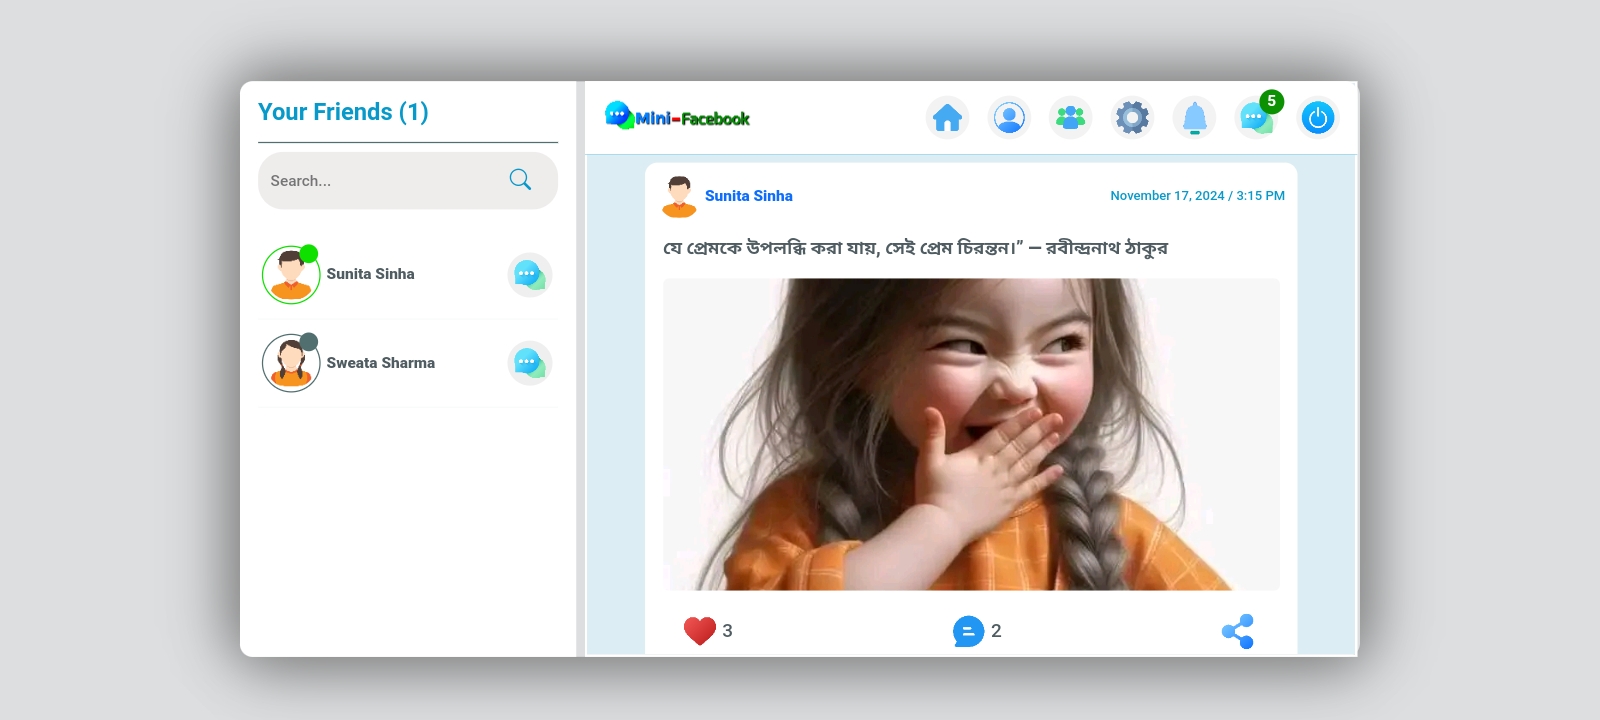 Your Friends (1)
Search...
Sunita Sinha
Sweata Sharma
Mini-Facebook
5
Sunita Sinha
November 17, 2024 / 3:15 PM
যে প্রেমকে উপলব্ধি করা যায়, সেই প্রেম চিরন্তন।” — রবীন্দ্রনাথ ঠাকুর
3
2